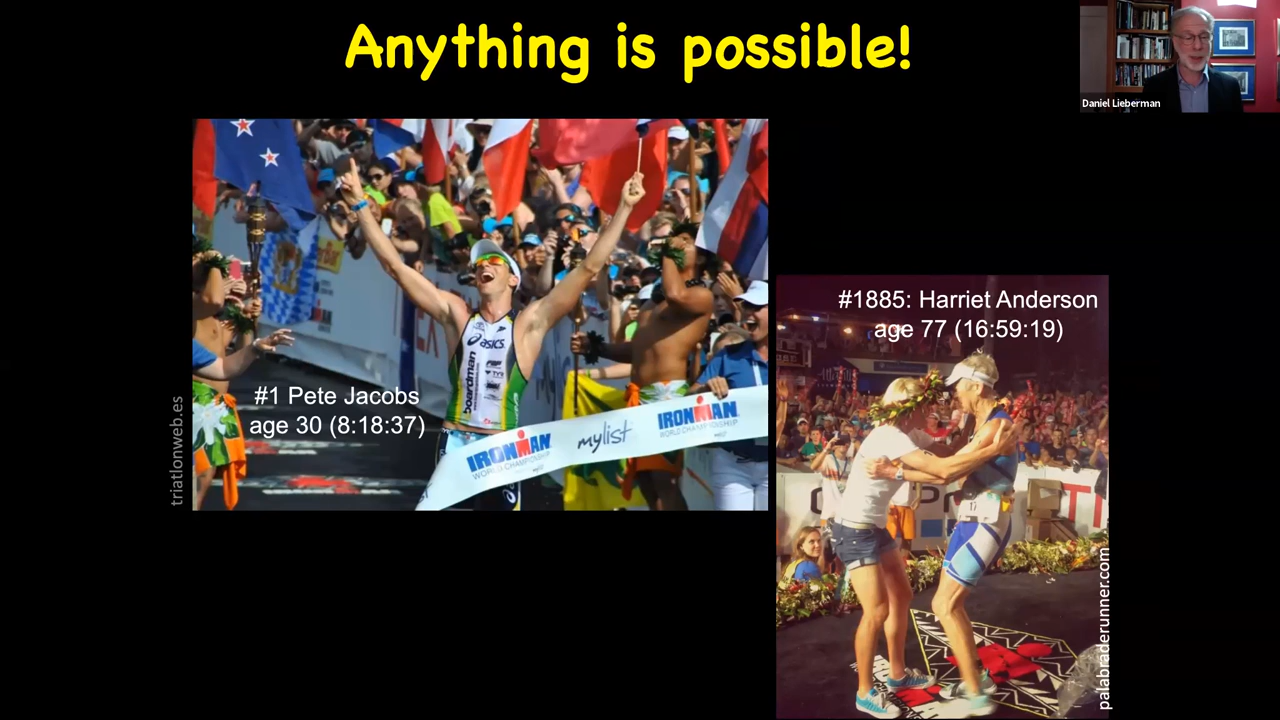 Anything is possible!
Daniel Lieberman
#1 Pete Jacobs
age 30 (8:18:37)
triatlonweb.es
asics
boardman
IRONMAN
WORLD CHAMPIONSHIP
mylist
IRONMAN
WORLD CHAMPIONSHIP
#1885: Harriet Anderson
age 77 (16:59:19)
palabraderunner.com